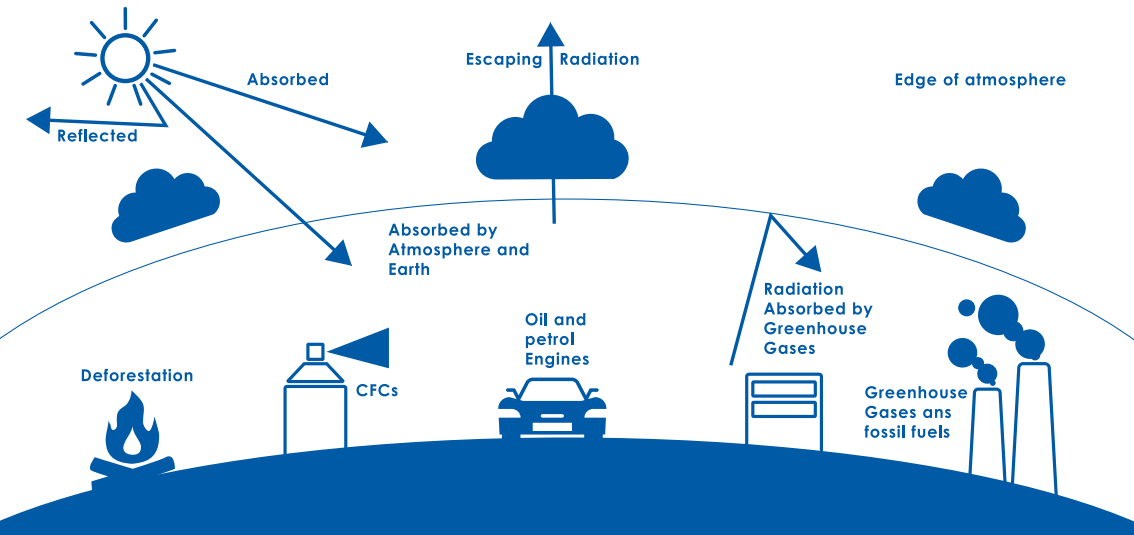 Absorbed
Reflected
Escaping Radiation
Edge of atmosphere
Absorbed by
Atmosphere and
Earth
Radiation
Absorbed by
Greenhouse
Gases
Deforestation
CFCs
Oil and
petrol
Engines
Greenhouse
Gases ans
fossil fuels